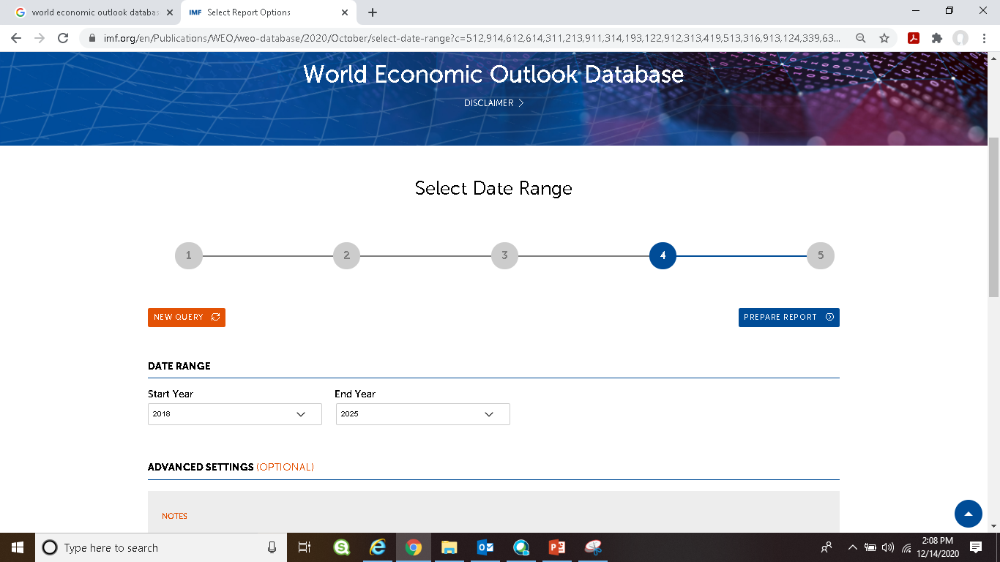 world economic outlook databas
IMF Select Report Options
imf.org/en/Publications/WEO/weo-database/2020/October/select-date-range?c=512,914,612,614,311,213,911,314,193,122,912,313,419,513,316,913,124,339,63...
World Economic Outlook Database
DISCLAIMER
Select Date Range
1 2 3 4 5
NEW QUERY PREPARE REPORT
DATE RANGE
Start Year End Year
2018 2025
ADVANCED SETTINGS (OPTIONAL)
NOTES
Type here to search
2:08 PM
12/14/2020